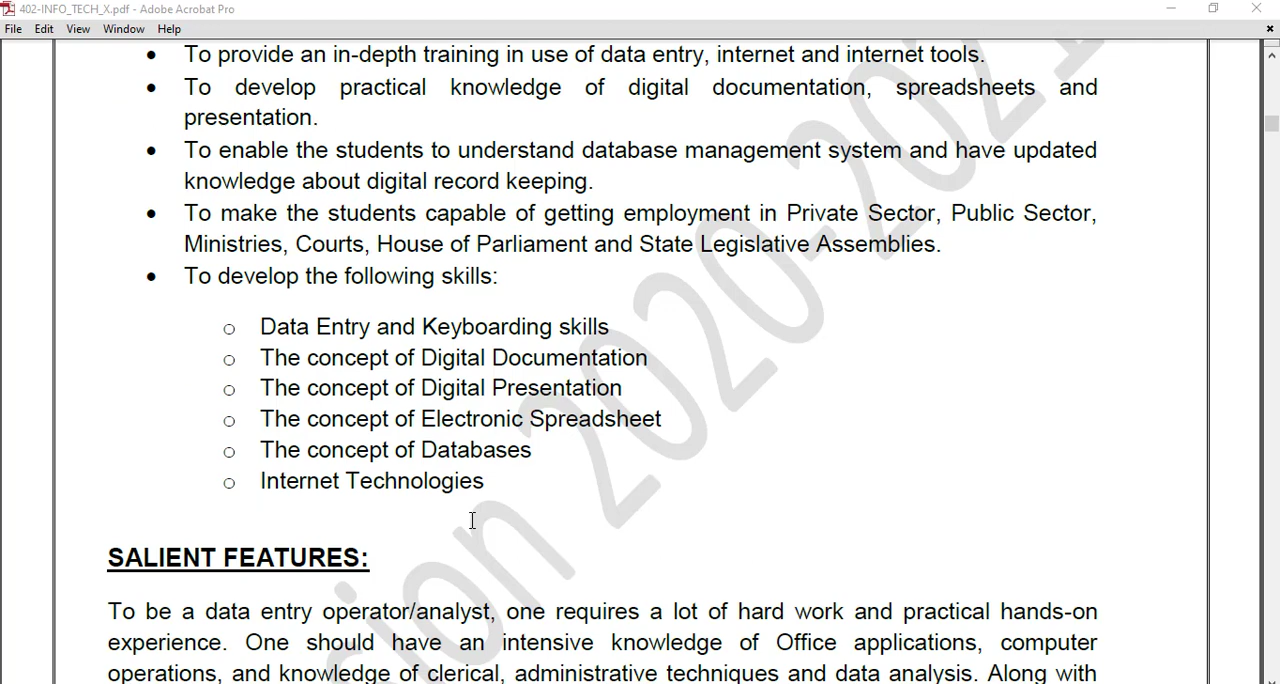 402-INFO_TECH_X.pdf - Adobe Acrobat Pro
File Edit View Window Help
• To provide an in-depth training in use of data entry, internet and internet tools.
• To develop practical knowledge of digital documentation, spreadsheets and
presentation.
• To enable the students to understand database management system and have updated
knowledge about digital record keeping.
• To make the students capable of getting employment in Private Sector, Public Sector,
Ministries, Courts, House of Parliament and State Legislative Assemblies.
• To develop the following skills:
o Data Entry and Keyboarding skills
o The concept of Digital Documentation
o The concept of Digital Presentation
o The concept of Electronic Spreadsheet
o The concept of Databases
o Internet Technologies
SALIENT FEATURES:
To be a data entry operator/analyst, one requires a lot of hard work and practical hands-on
experience. One should have an intensive knowledge of Office applications, computer
operations, and knowledge of clerical, administrative techniques and data analysis. Along with
2020-2021